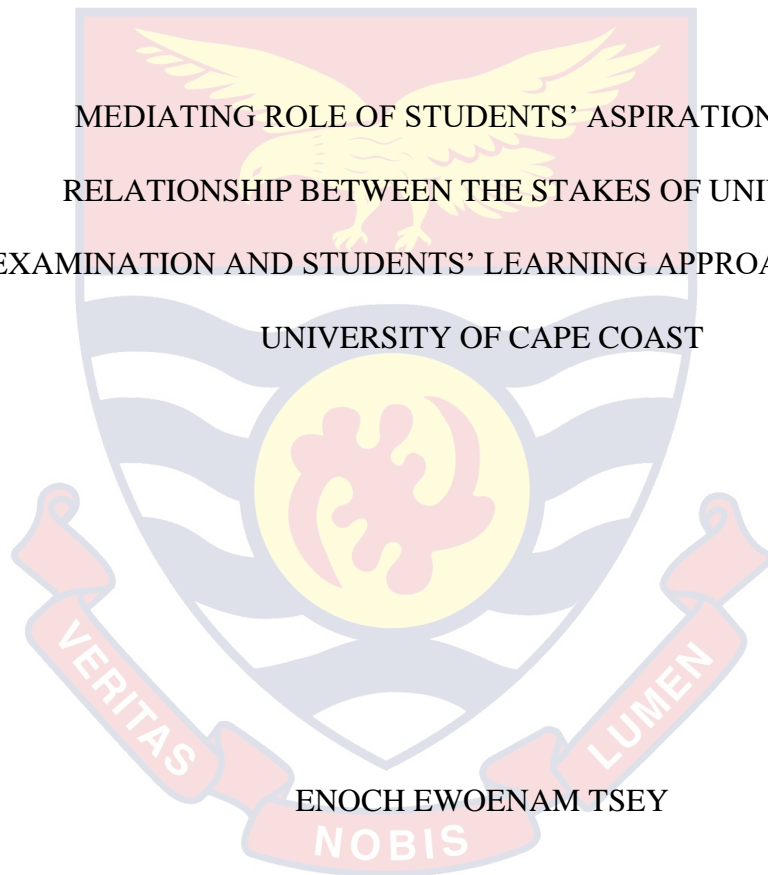 MEDIATING ROLE OF STUDENTS’ ASPIRATION
RELATIONSHIP BETWEEN THE STAKES OF UNI
EXAMINATION AND STUDENTS’ LEARNING APPROA
UNIVERSITY OF CAPE COAST
ENOCH EWOENAM TSEY
VERITAS
NOBIS
LUMEN